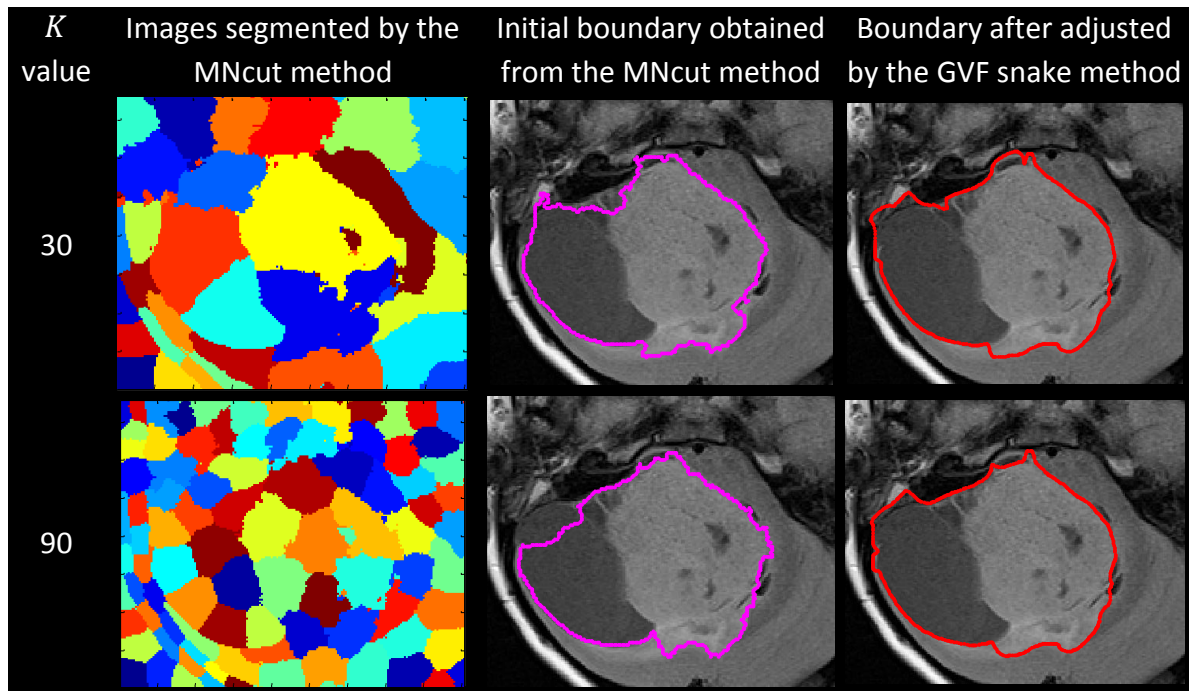 K
value
Images segmented by the
MNcut method
Initial boundary obtained
from the MNcut method
Boundary after adjusted
by the GVF snake method
30
90